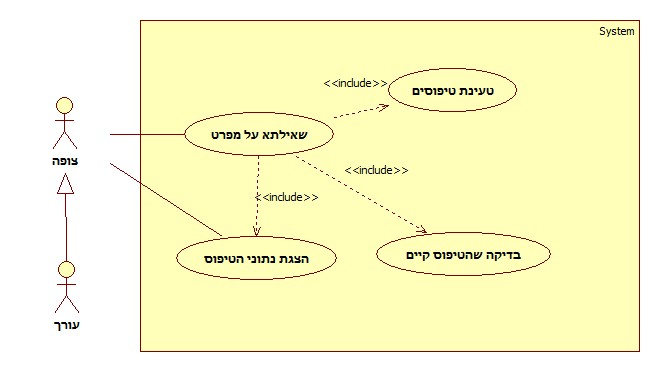 System
<<include>>
טעינת טיפוסים
שאילתא על מפרט
צופה
<<include>>
<<include>>
הצגת נתוני הטיפוס
בדיקה שהטיפוס קיים
עורך